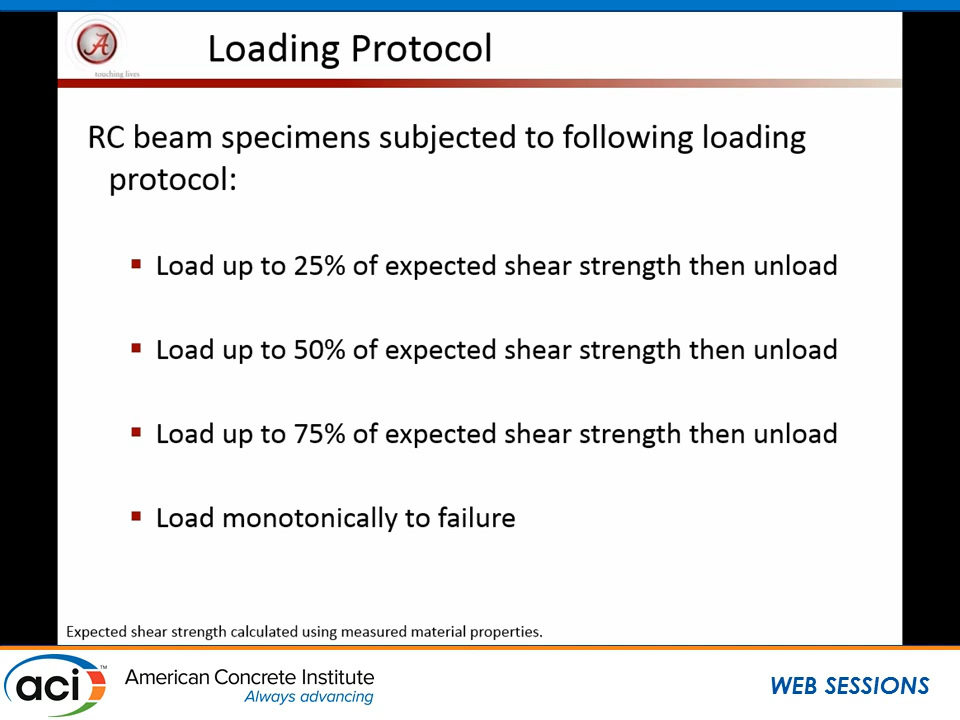 A
touching lives
Loading Protocol
RC beam specimens subjected to following loading
protocol:
Load up to 25% of expected shear strength then unload
Load up to 50% of expected shear strength then unload
Load up to 75% of expected shear strength then unload
Load monotonically to failure
Expected shear strength calculated using measured material properties.
aci™
American Concrete Institute
Always advancing
WEB SESSIONS